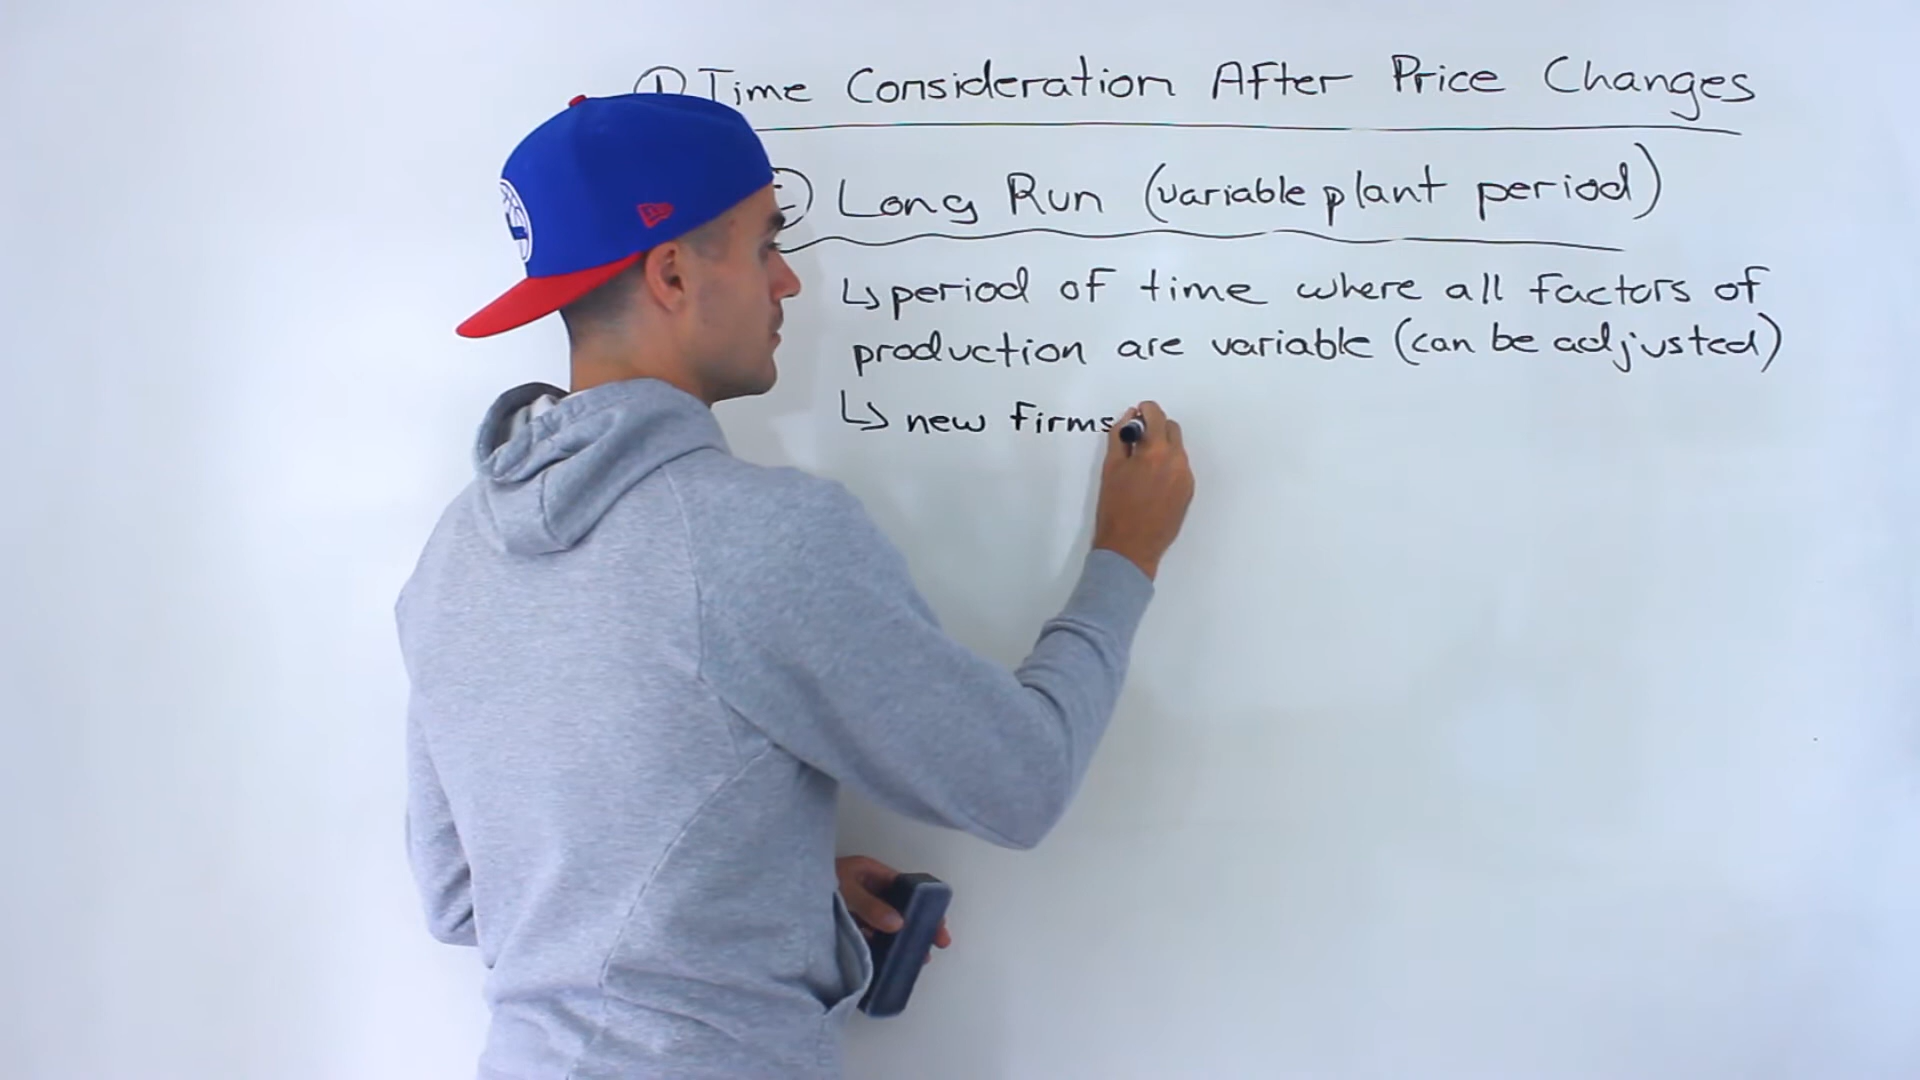 ① Time Consideration After Price Changes
Long Run (variable plant period)
↳ period of time where all factors of
production are variable (can be adjusted)
↳ new firms